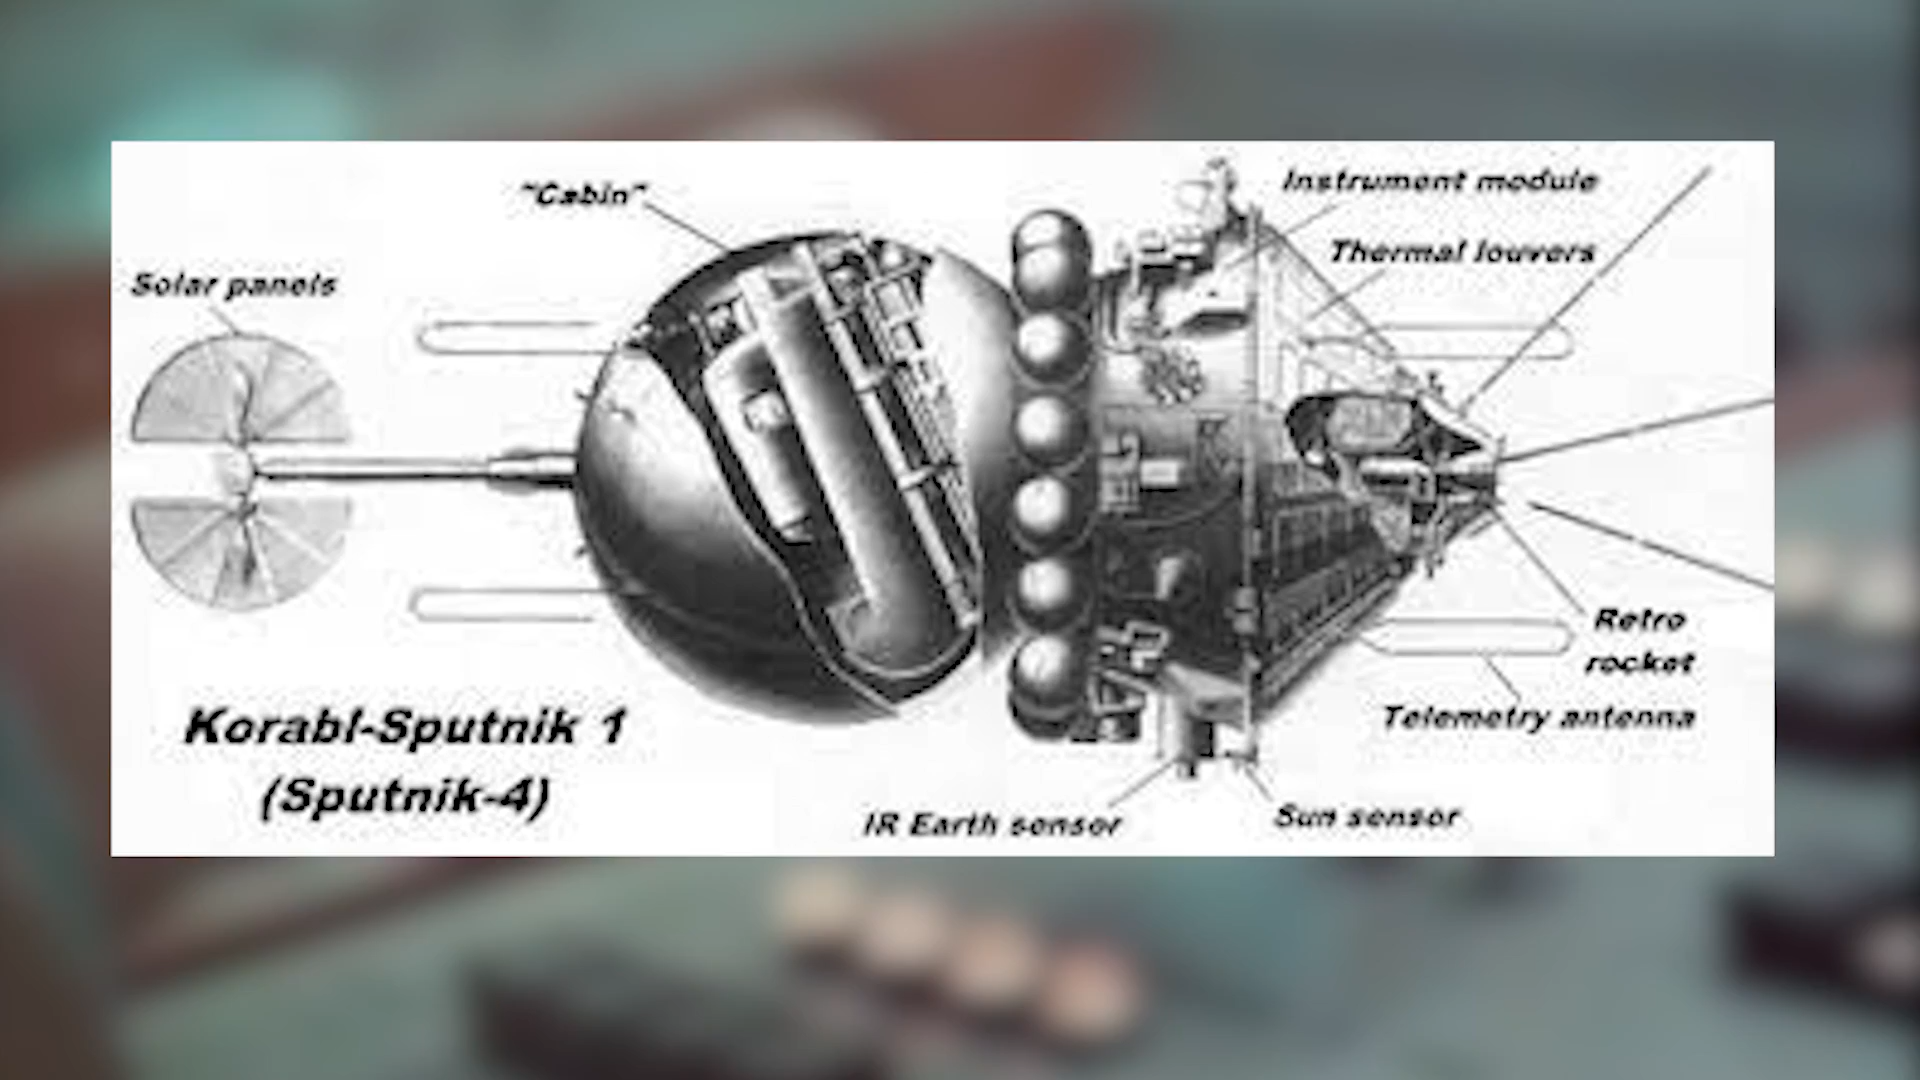 "Cabin"
Instrument module
Thermal louvers
Solar panels
Retro
rocket
Telemetry antenna
Korabl-Sputnik 1
(Sputnik-4)
IR Earth sensor
Sun sensor